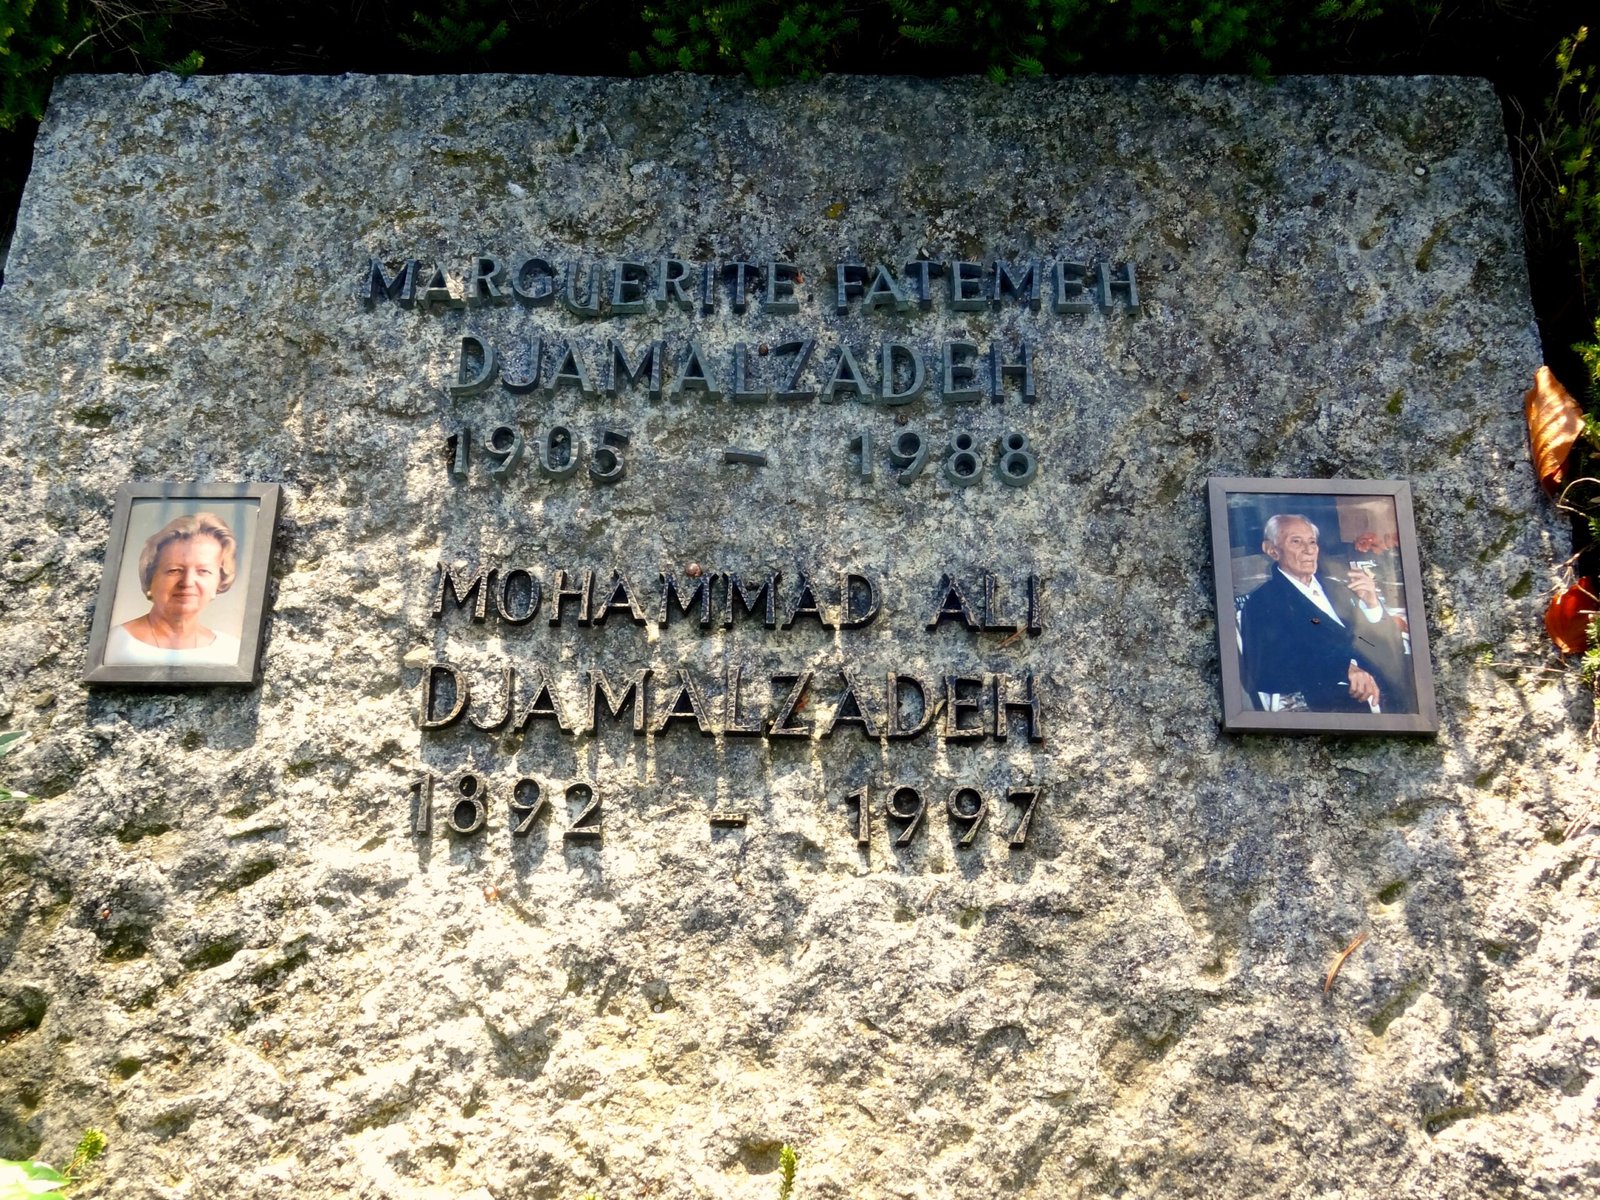 MARGUERITE FATEMEH
DJAMALZADEH
1905 - 1988
MOHAMMAD ALI
DJAMALZADEH
1892 - 1997